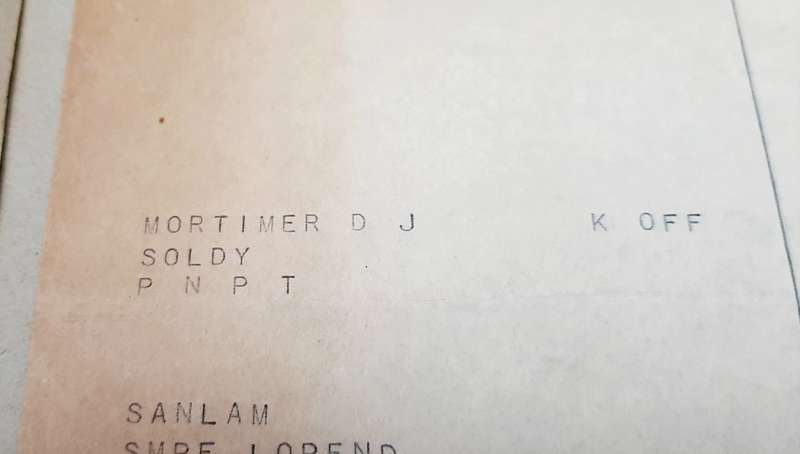 MORTIMER D J K OFF
SOLDY
P N P T
SANLAM